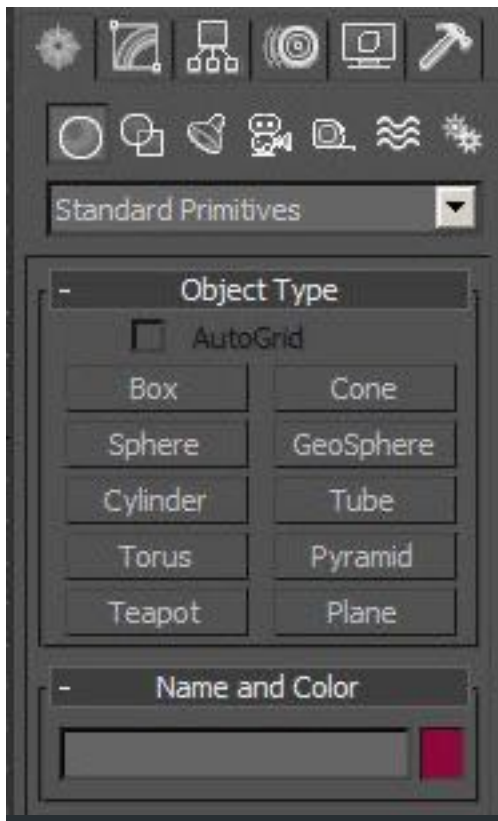 Standard Primitives
- Object Type
AutoGrid
Box Cone
Sphere GeoSphere
Cylinder Tube
Torus Pyramid
Teapot Plane
- Name and Color